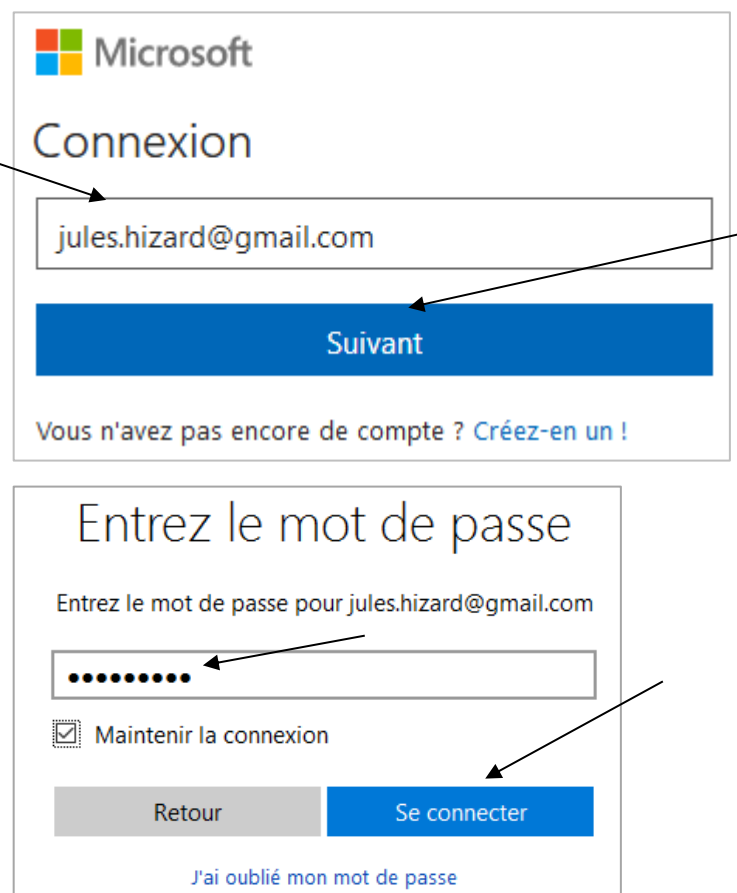 Microsoft
Connexion
jules.hizard@gmail.com
Suivant
Vous n'avez pas encore de compte ? Créez-en un !
Entrez le mot de passe
Entrez le mot de passe pour jules.hizard@gmail.com
•••••••••
Maintenir la connexion
Retour Se connecter
J'ai oublié mon mot de passe